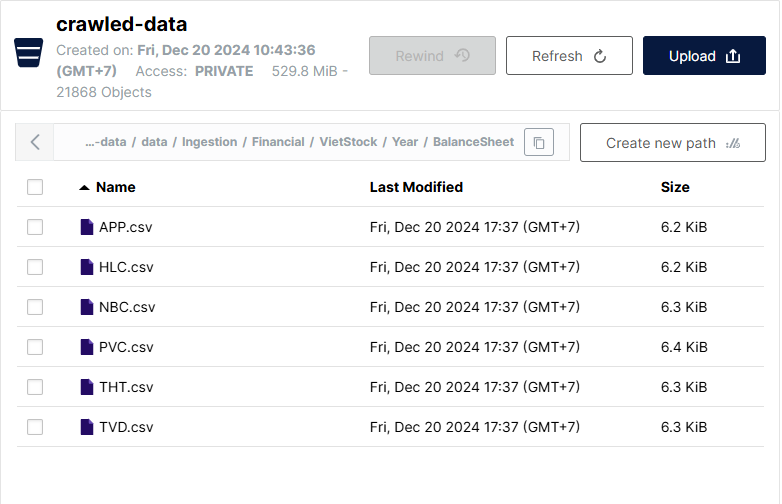 crawled-data
Created on: Fri, Dec 20 2024 10:43:36
(GMT+7) Access: PRIVATE 529.8 MiB -
21868 Objects
Rewind
Refresh
Upload
...-data / data / Ingestion / Financial / VietStock / Year / BalanceSheet
Create new path
Name Last Modified Size
APP.csv Fri, Dec 20 2024 17:37 (GMT+7) 6.2 KiB
HLC.csv Fri, Dec 20 2024 17:37 (GMT+7) 6.2 KiB
NBC.csv Fri, Dec 20 2024 17:37 (GMT+7) 6.3 KiB
PVC.csv Fri, Dec 20 2024 17:37 (GMT+7) 6.4 KiB
THT.csv Fri, Dec 20 2024 17:37 (GMT+7) 6.3 KiB
TVD.csv Fri, Dec 20 2024 17:37 (GMT+7) 6.3 KiB